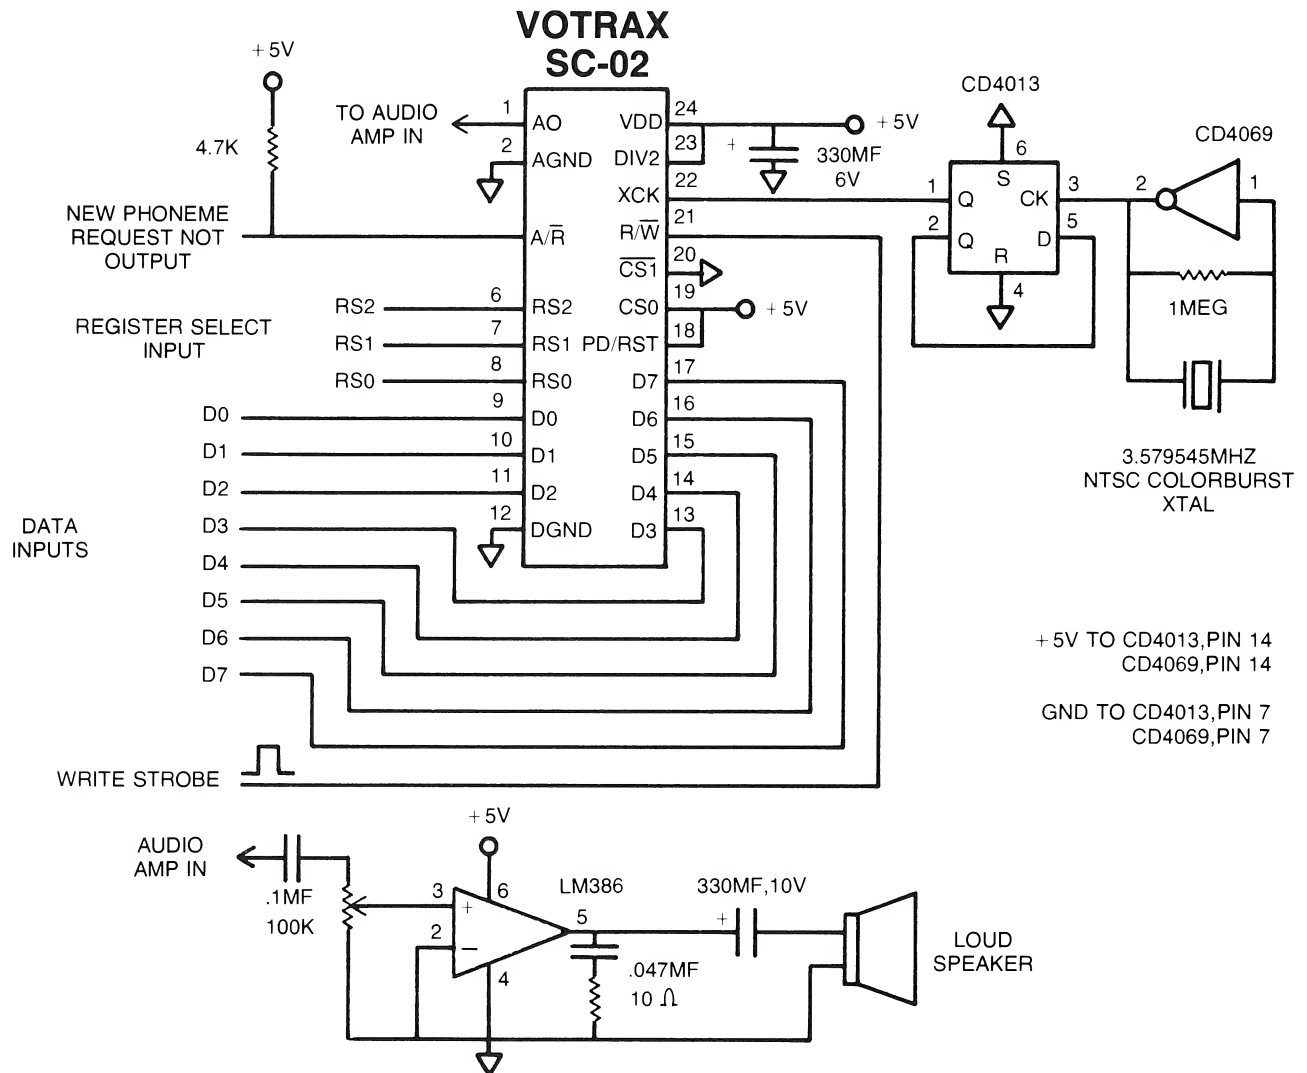 VOTRAX
SC-02
+5V
4.7K
NEW PHONEME
REQUEST NOT
OUTPUT
TO AUDIO
AMP IN
1
AO
2
AGND
A/R̅
REGISTER SELECT
INPUT
RS2
6
RS2
RS1
7
RS1
RS0
8
RS0
D0
9
D0
D1
10
D1
D2
11
D2
12
DGND
DATA
INPUTS
D3
D4
D5
D6
D7
WRITE STROBE
VDD
24
DIV2
23
XCK
22
R/W̅
21
C̅S̅1̅
20
CS0
19
PD/RST
18
D7
17
D6
16
D5
15
D4
14
D3
13
+5V
+
330MF
6V
+5V
CD4013
6
S
1
Q
CK
3
2
Q
D
5
R
4
CD4069
2
1
1MEG
3.579545MHZ
NTSC COLORBURST
XTAL
+5V TO CD4013,PIN 14
CD4069,PIN 14
GND TO CD4013,PIN 7
CD4069,PIN 7
AUDIO
AMP IN
.1MF
100K
+5V
3
+
6
2
−
4
LM386
5
.047MF
10 Ω
330MF,10V
+
LOUD
SPEAKER